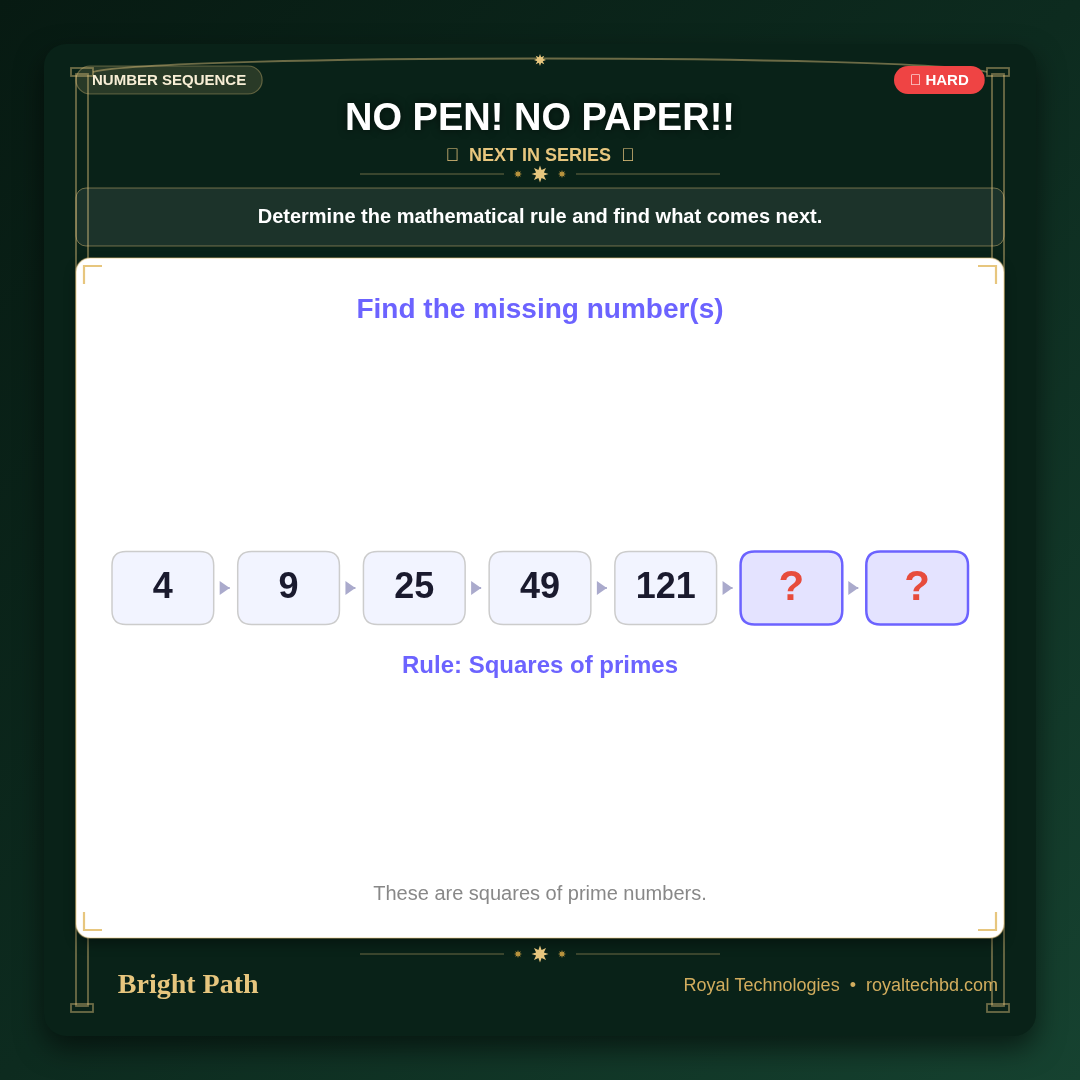 NUMBER SEQUENCE
HARD
NO PEN! NO PAPER!!
NEXT IN SERIES
Determine the mathematical rule and find what comes next.
Find the missing number(s)
4 9 25 49 121 ? ?
Rule: Squares of primes
These are squares of prime numbers.
Bright Path
Royal Technologies • royaltechbd.com